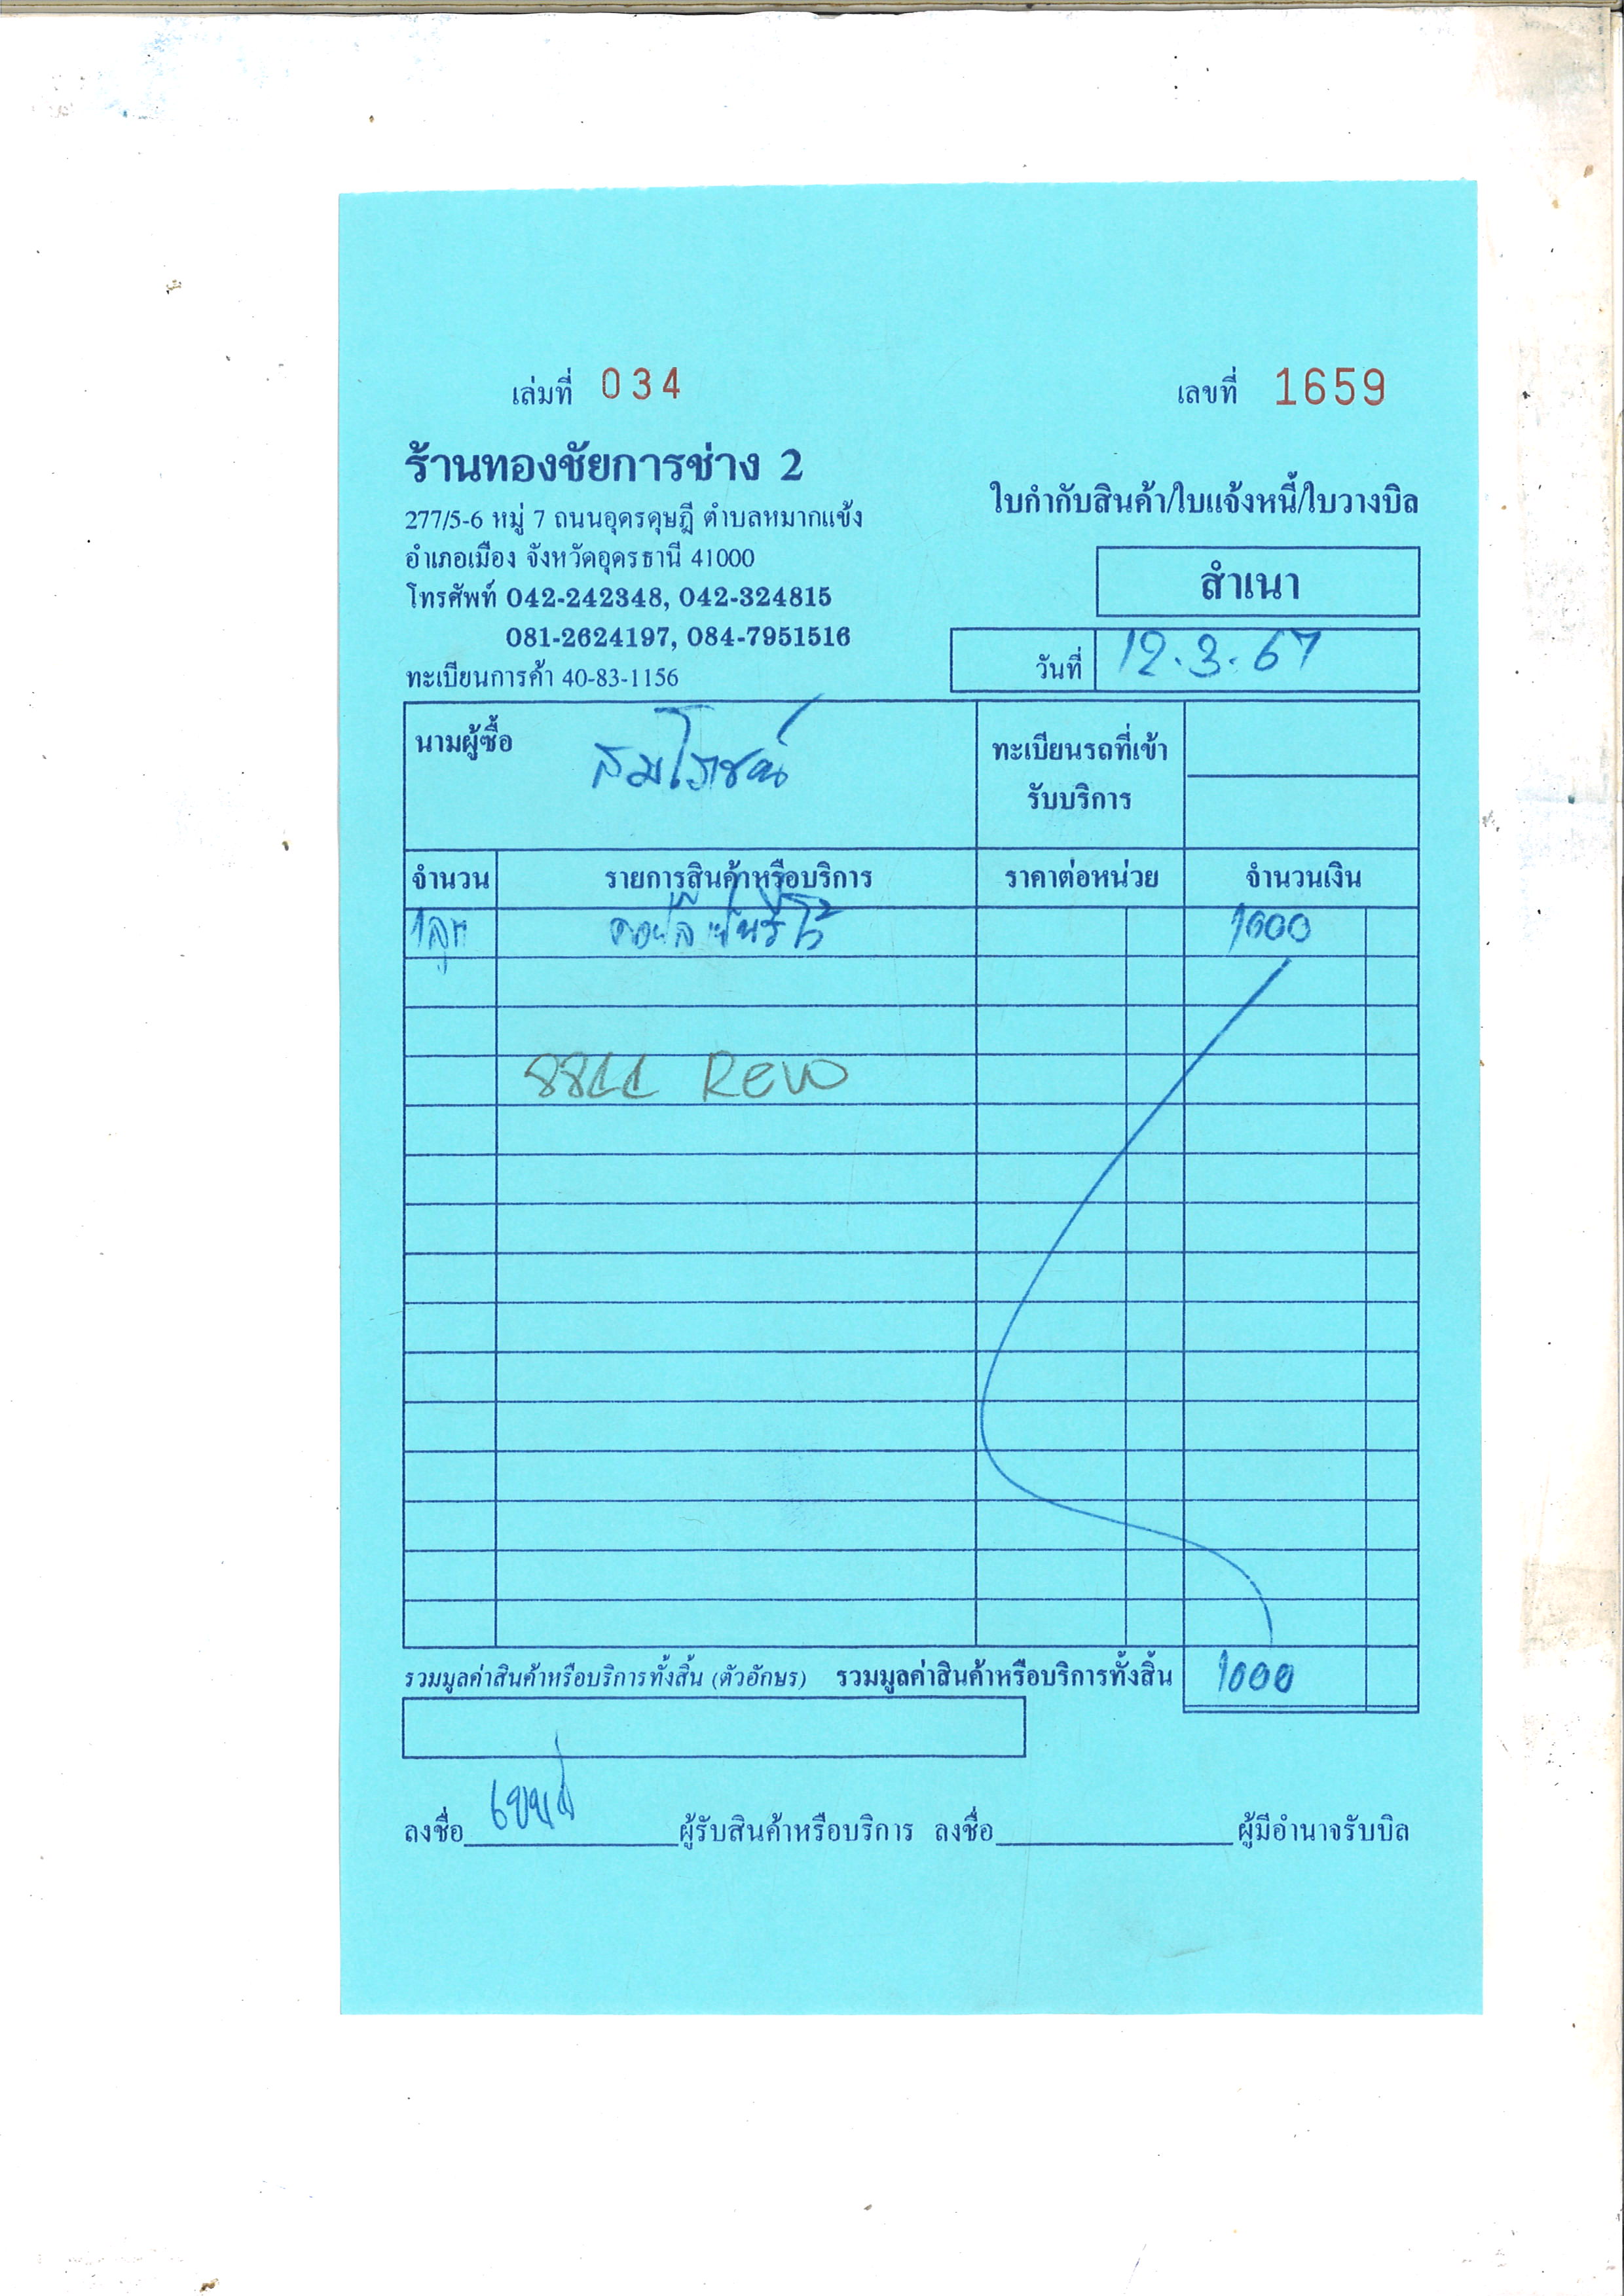 เล่มที่ 034
เลขที่ 1659
ร้านทองชัยการช่าง 2
277/5-6 หมู่ 7 ถนนอุดรดุษฎี ตำบลหมากแข้ง
อำเภอเมือง จังหวัดอุดรธานี 41000
โทรศัพท์ 042-242348, 042-324815
081-2624197, 084-7951516
ทะเบียนการค้า 40-83-1156
ใบกำกับสินค้า/ใบแจ้งหนี้/ใบวางบิล
สำเนา
วันที่ 12.3.67
นามผู้ซื้อ
ทะเบียนรถที่เข้า
รับบริการ
จำนวน รายการสินค้าหรือบริการ ราคาต่อหน่วย จำนวนเงิน
1000
Revo
รวมมูลค่าสินค้าหรือบริการทั้งสิ้น (ตัวอักษร) รวมมูลค่าสินค้าหรือบริการทั้งสิ้น 1000
ลงชื่อ ผู้รับสินค้าหรือบริการ ลงชื่อ ผู้มีอำนาจรับบิล